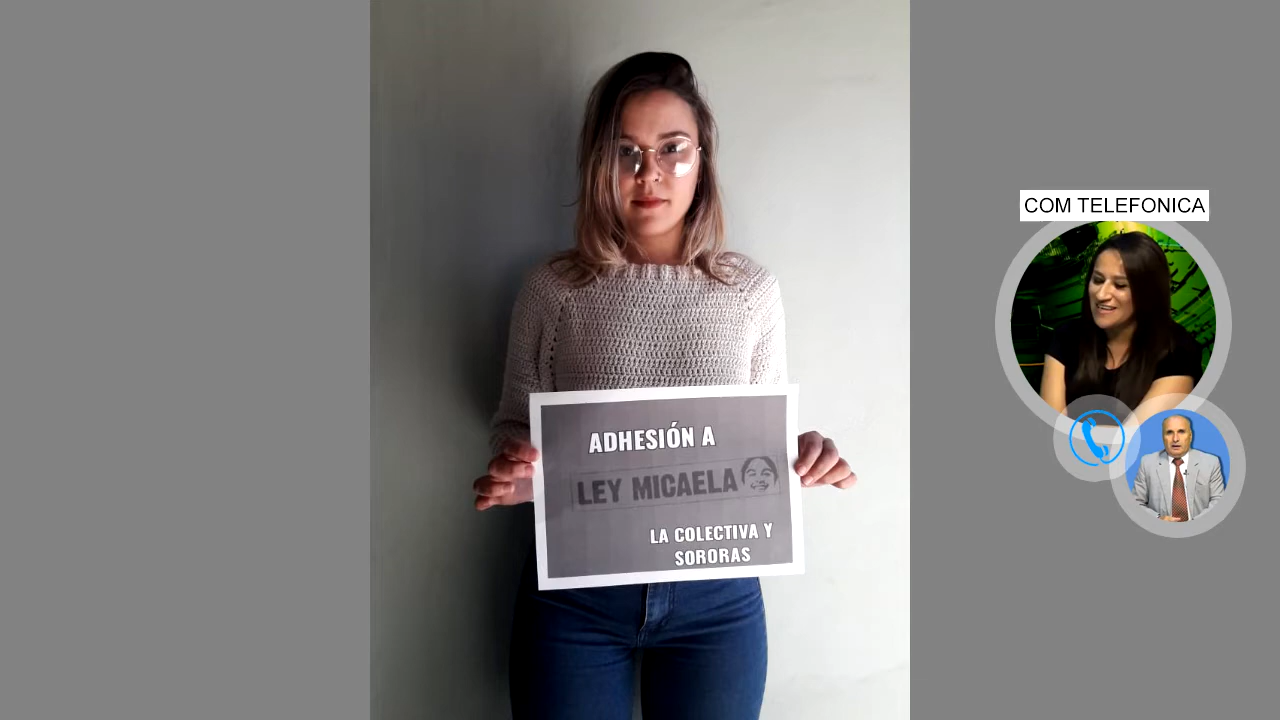 COM TELEFONICA
ADHESIÓN A
LEY MICAELA
LA COLECTIVA Y
SORORAS